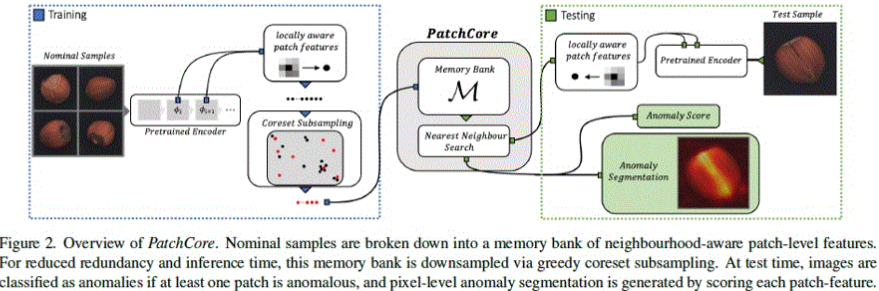 Training
Nominal Samples
Pretrained Encoder
locally aware
patch features
Coreset Subsampling
PatchCore
Memory Bank
M
Nearest Neighbour
Search
Testing
locally aware
patch features
Pretrained Encoder
Test Sample
Anomaly Score
Anomaly
Segmentation
Figure 2. Overview of PatchCore. Nominal samples are broken down into a memory bank of neighbourhood-aware patch-level features.
For reduced redundancy and inference time, this memory bank is downsampled via greedy coreset subsampling. At test time, images are
classified as anomalies if at least one patch is anomalous, and pixel-level anomaly segmentation is generated by scoring each patch-feature.